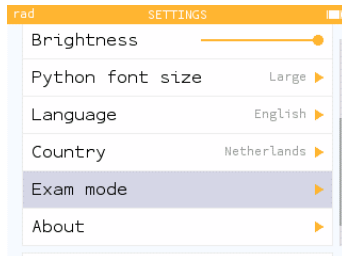 rad SETTINGS
Brightness
Python font size Large
Language English
Country Netherlands
Exam mode
About